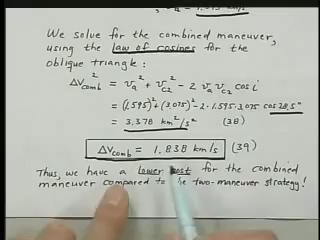 We solve for the combined maneuver,
using the law of cosines for the
oblique triangle :
ΔV²comb = v²a + v²c2 - 2 va vc2 cos i
= (1.595)² + (3.075)² - 2·1.595·3.075 cos 28.5°
= 3.378 km²/s² (38)
ΔVcomb = 1.838 km/s (39)
Thus, we have a lower cost for the combined
maneuver compared to the two-maneuver strategy!